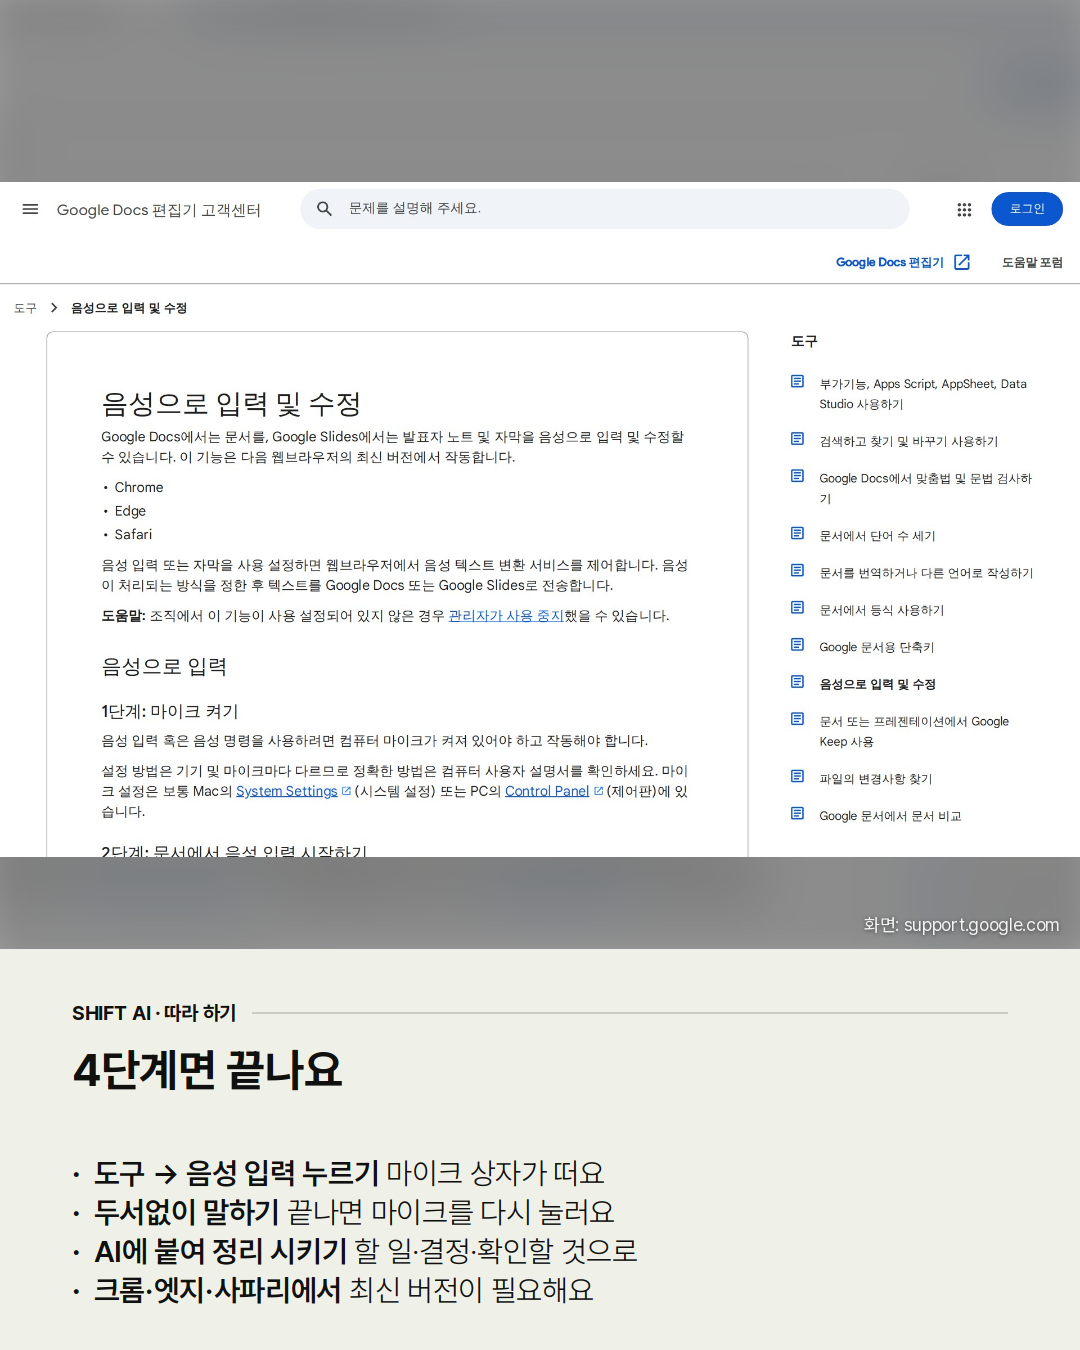 Google Docs 편집기 고객센터
문제를 설명해 주세요.
로그인
Google Docs 편집기
도움말 포럼
도구 > 음성으로 입력 및 수정
음성으로 입력 및 수정
Google Docs에서는 문서를, Google Slides에서는 발표자 노트 및 자막을 음성으로 입력 및 수정할
수 있습니다. 이 기능은 다음 웹브라우저의 최신 버전에서 작동합니다.
• Chrome
• Edge
• Safari
음성 입력 또는 자막을 사용 설정하면 웹브라우저에서 음성 텍스트 변환 서비스를 제어합니다. 음성
이 처리되는 방식을 정한 후 텍스트를 Google Docs 또는 Google Slides로 전송합니다.
도움말: 조직에서 이 기능이 사용 설정되어 있지 않은 경우 관리자가 사용 중지했을 수 있습니다.
음성으로 입력
1단계: 마이크 켜기
음성 입력 혹은 음성 명령을 사용하려면 컴퓨터 마이크가 켜져 있어야 하고 작동해야 합니다.
설정 방법은 기기 및 마이크마다 다르므로 정확한 방법은 컴퓨터 사용자 설명서를 확인하세요. 마이
크 설정은 보통 Mac의 System Settings (시스템 설정) 또는 PC의 Control Panel (제어판)에 있
습니다.
2단계: 문서에서 음성 입력 시작하기
도구
부가기능, Apps Script, AppSheet, Data
Studio 사용하기
검색하고 찾기 및 바꾸기 사용하기
Google Docs에서 맞춤법 및 문법 검사하
기
문서에서 단어 수 세기
문서를 번역하거나 다른 언어로 작성하기
문서에서 등식 사용하기
Google 문서용 단축키
음성으로 입력 및 수정
문서 또는 프레젠테이션에서 Google
Keep 사용
파일의 변경사항 찾기
Google 문서에서 문서 비교
화면: support.google.com
SHIFT AI · 따라 하기
4단계면 끝나요
• 도구 → 음성 입력 누르기 마이크 상자가 떠요
• 두서없이 말하기 끝나면 마이크를 다시 눌러요
• AI에 붙여 정리 시키기 할 일·결정·확인할 것으로
• 크롬·엣지·사파리에서 최신 버전이 필요해요